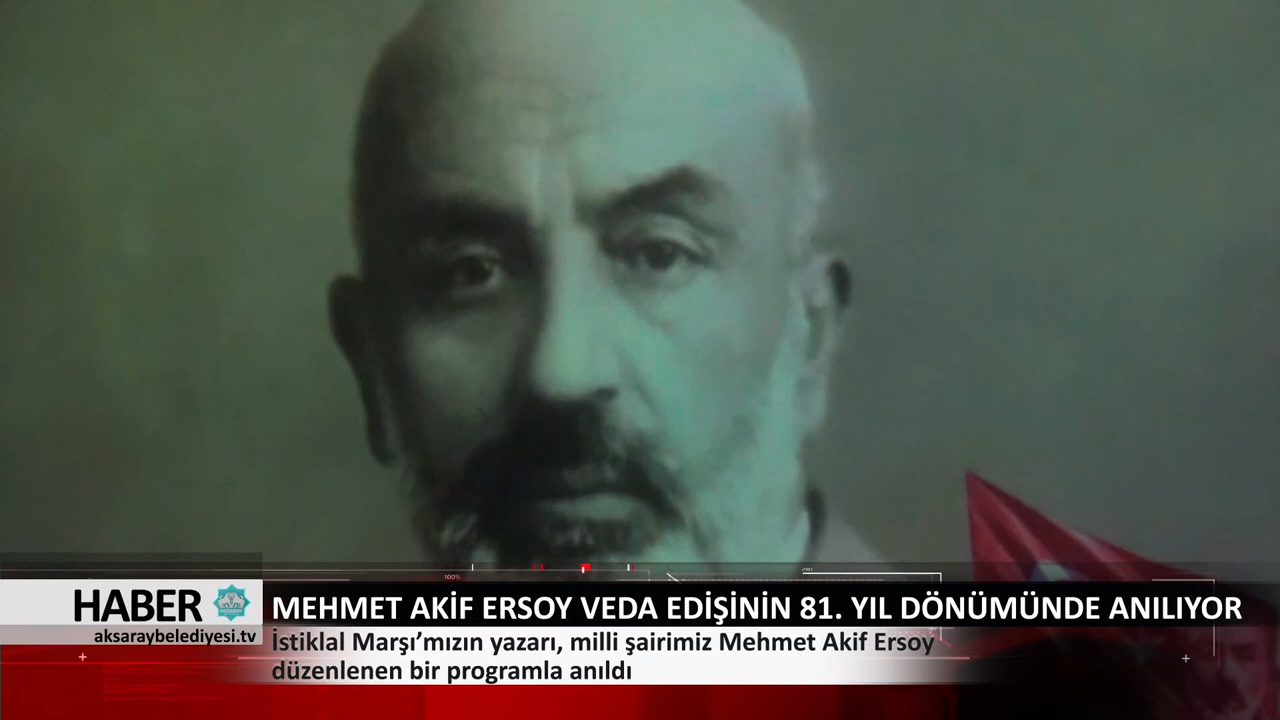 100%
HABER
MEHMET AKİF ERSOY VEDA EDİŞİNİN 81. YIL DÖNÜMÜNDE ANILIYOR
aksaraybelediyesi.tv
İstiklal Marşı’mızın yazarı, milli şairimiz Mehmet Akif Ersoy
düzenlenen bir programla anıldı